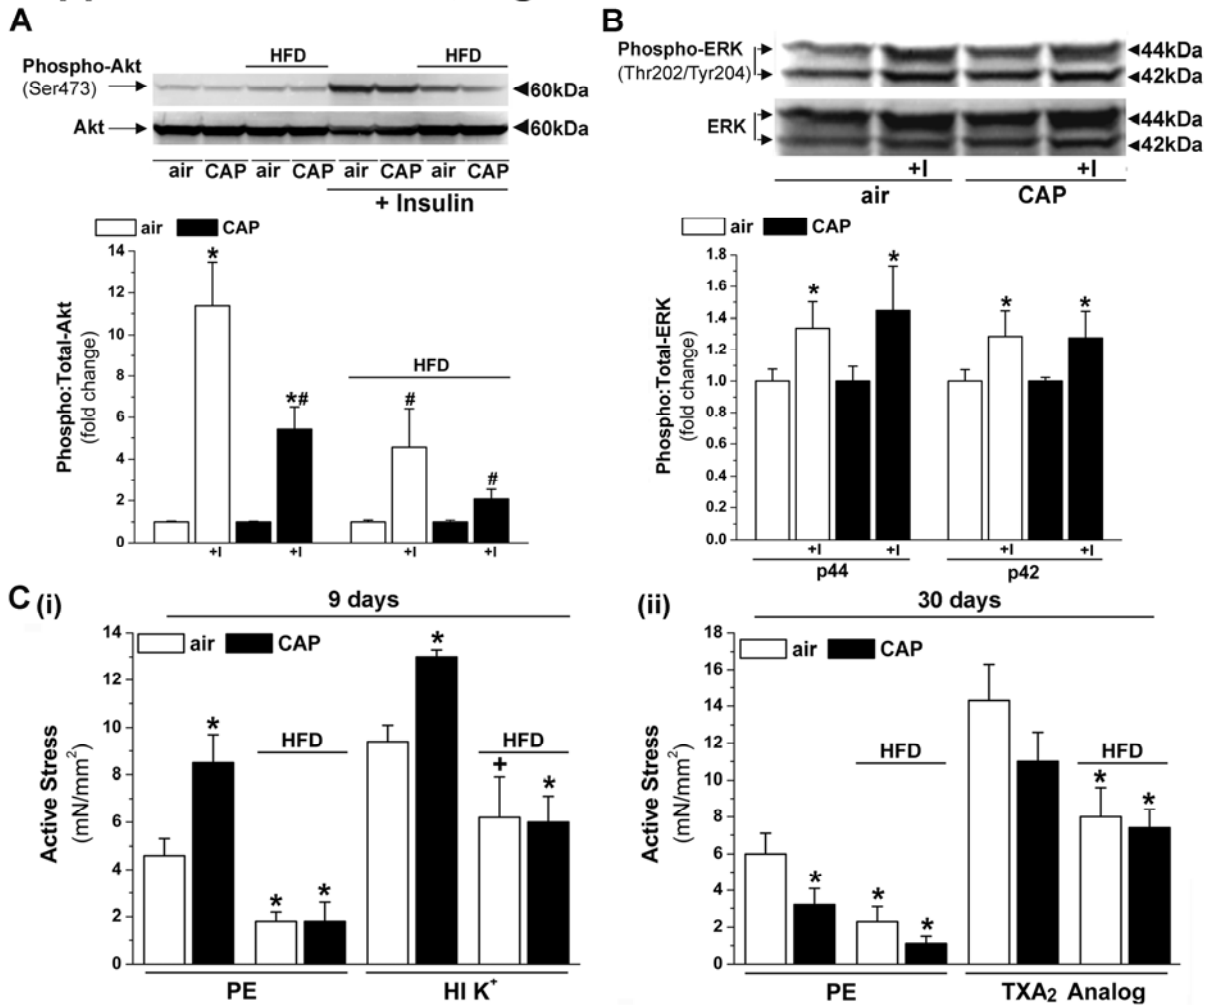 A
B
HFD
HFD
Phospho-Akt
(Ser473)
60kDa
Akt
60kDa
air
CAP
air
CAP
air
CAP
air
CAP
+ Insulin
Phospho-ERK
(Thr202/Tyr204)
44kDa
42kDa
ERK
44kDa
42kDa
+I
+I
air
CAP
air
CAP
14
12
10
8
6
4
2
0
Phospho:Total-Akt
(fold change)
*
*#
HFD
#
#
+I
+I
+I
+I
air
CAP
1.8
1.6
1.4
1.2
1.0
0.8
0.6
0.4
0.2
0.0
Phospho:Total-ERK
(fold change)
*
*
*
*
+I
+I
+I
+I
p44
p42
C (i)
9 days
air
CAP
14
12
10
8
6
4
2
0
Active Stress
(mN/mm²)
*
HFD
*
*
*
HFD
+
*
PE
HI K⁺
(ii)
30 days
air
CAP
18
16
14
12
10
8
6
4
2
0
Active Stress
(mN/mm²)
*
HFD
*
*
HFD
*
*
PE
TXA₂ Analog